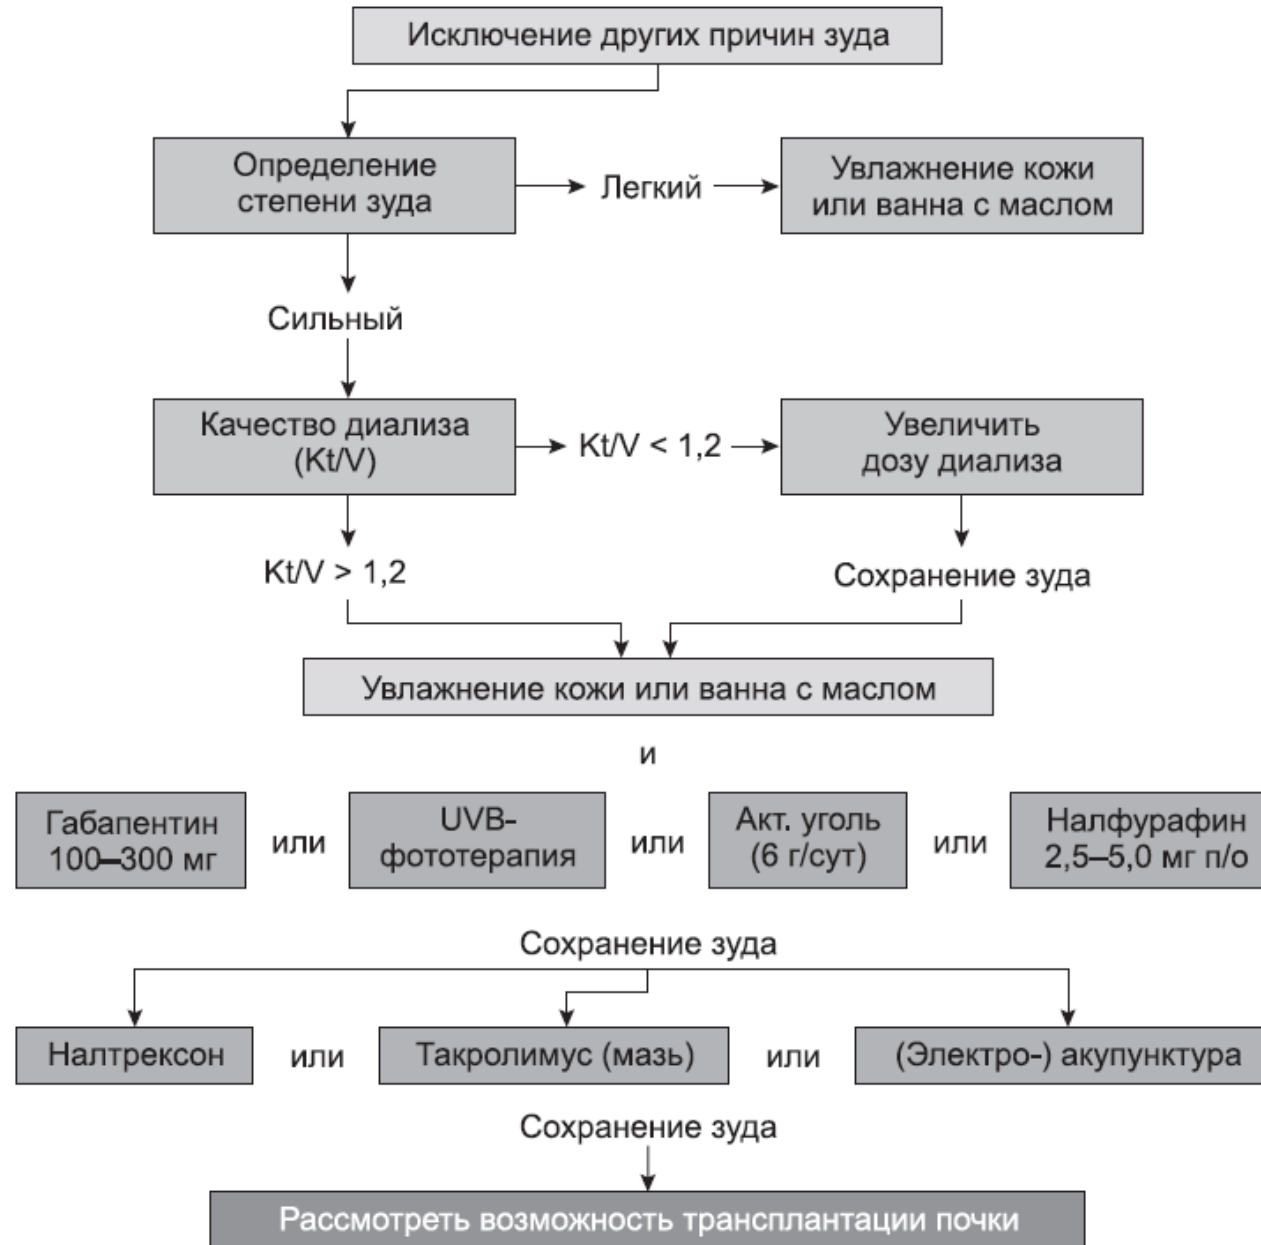 Исключение других причин зуда
Определение
степени зуда
Легкий
Увлажнение кожи
или ванна с маслом
Сильный
Качество диализа
(Kt/V)
Kt/V < 1,2
Увеличить
дозу диализа
Kt/V > 1,2
Сохранение зуда
Увлажнение кожи или ванна с маслом
и
Габапентин
100–300 мг
или
UVB-
фототерапия
или
Акт. уголь
(6 г/сут)
или
Налфурафин
2,5–5,0 мг п/о
Сохранение зуда
Налтрексон
или
Такролимус (мазь)
или
(Электро-) акупунктура
Сохранение зуда
Рассмотреть возможность трансплантации почки